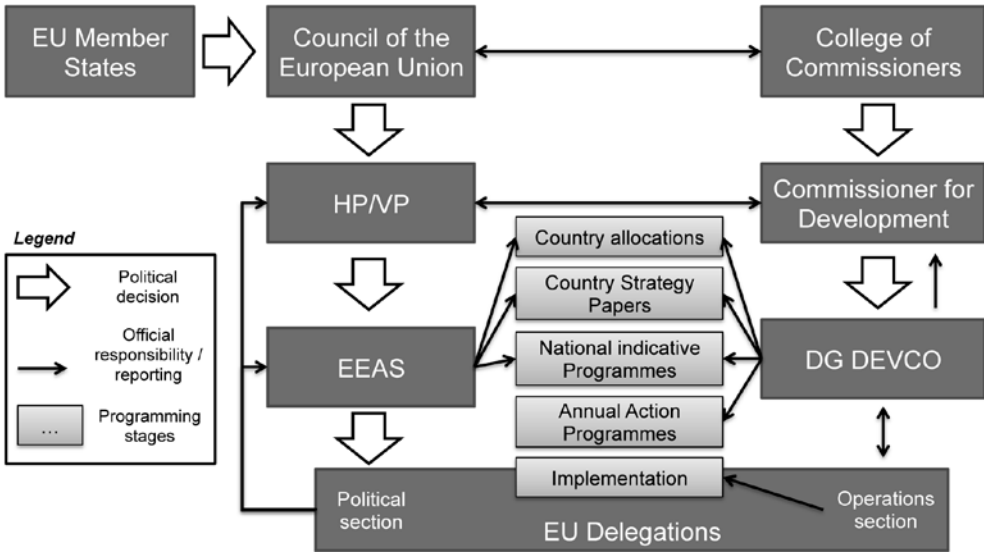 EU Member
States
Council of the
European Union
College of
Commissioners
HP/VP
Commissioner for
Development
Legend
Political
decision
Official
responsibility /
reporting
...
Programming
stages
Country allocations
Country Strategy
Papers
National indicative
Programmes
Annual Action
Programmes
Implementation
EEAS
DG DEVCO
Political
section
EU Delegations
Operations
section